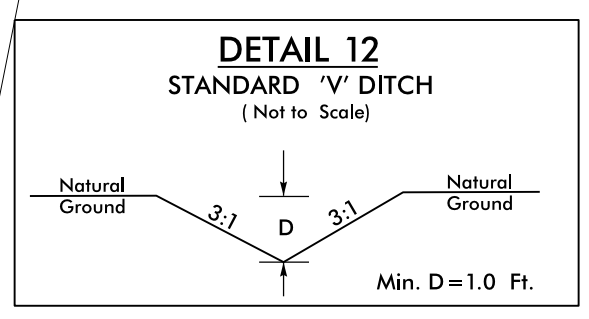 DETAIL 12
STANDARD 'V' DITCH
( Not to Scale)
Natural
Ground
3:1
D
3:1
Natural
Ground
Min. D=1.0 Ft.